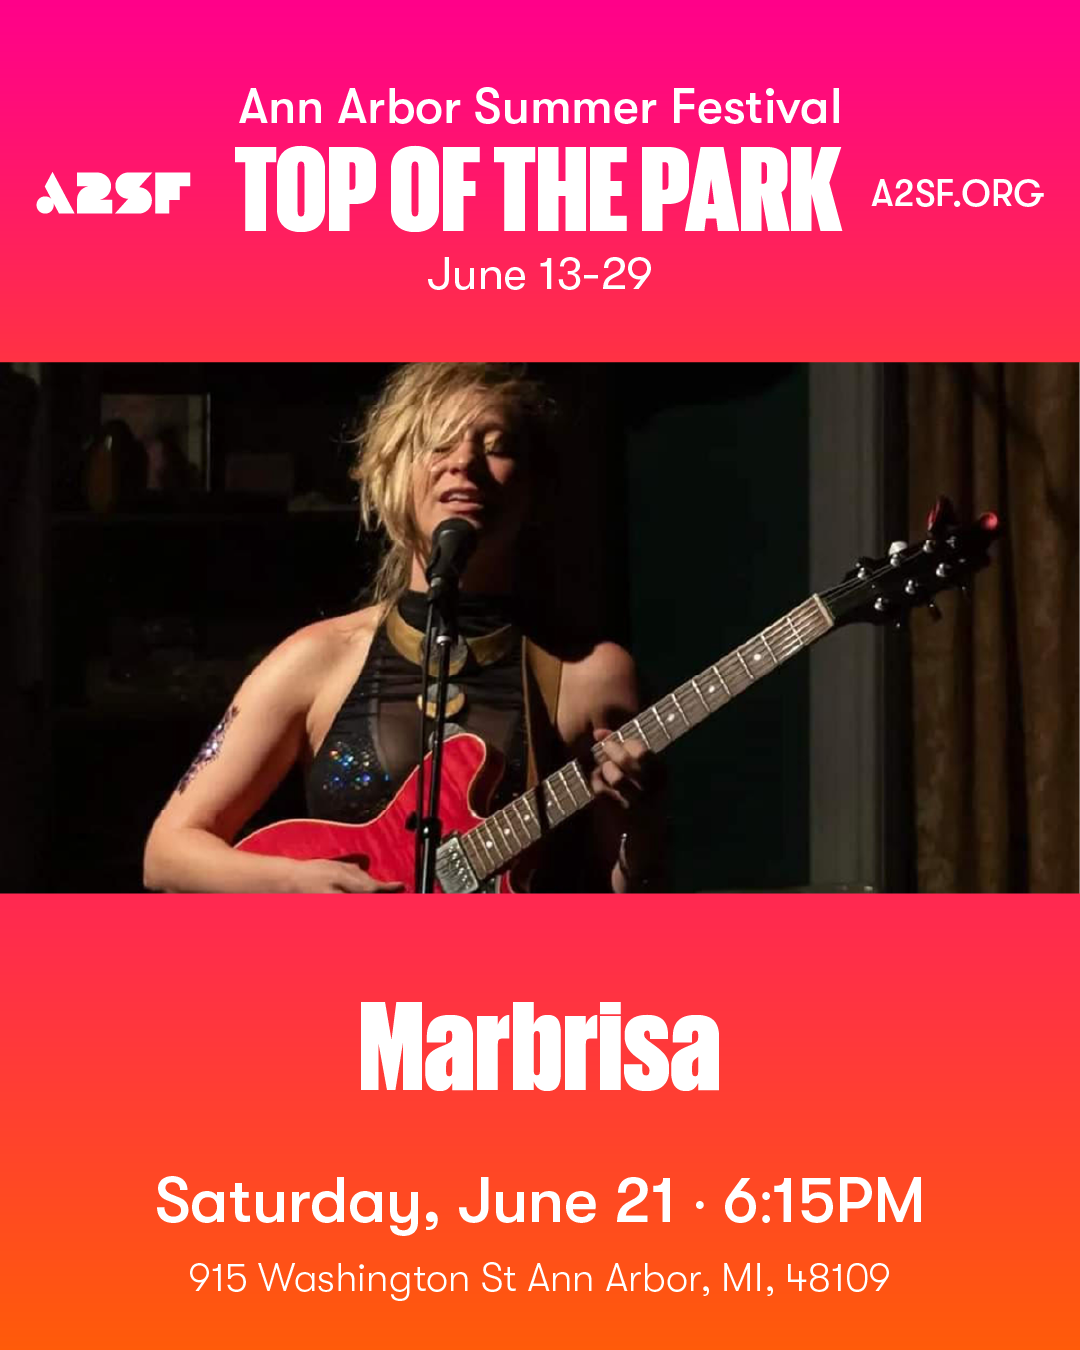 Ann Arbor Summer Festival
A2SF
TOP OF THE PARK
A2SF.ORG
June 13-29
Marbrisa
Saturday, June 21 · 6:15PM
915 Washington St Ann Arbor, MI, 48109